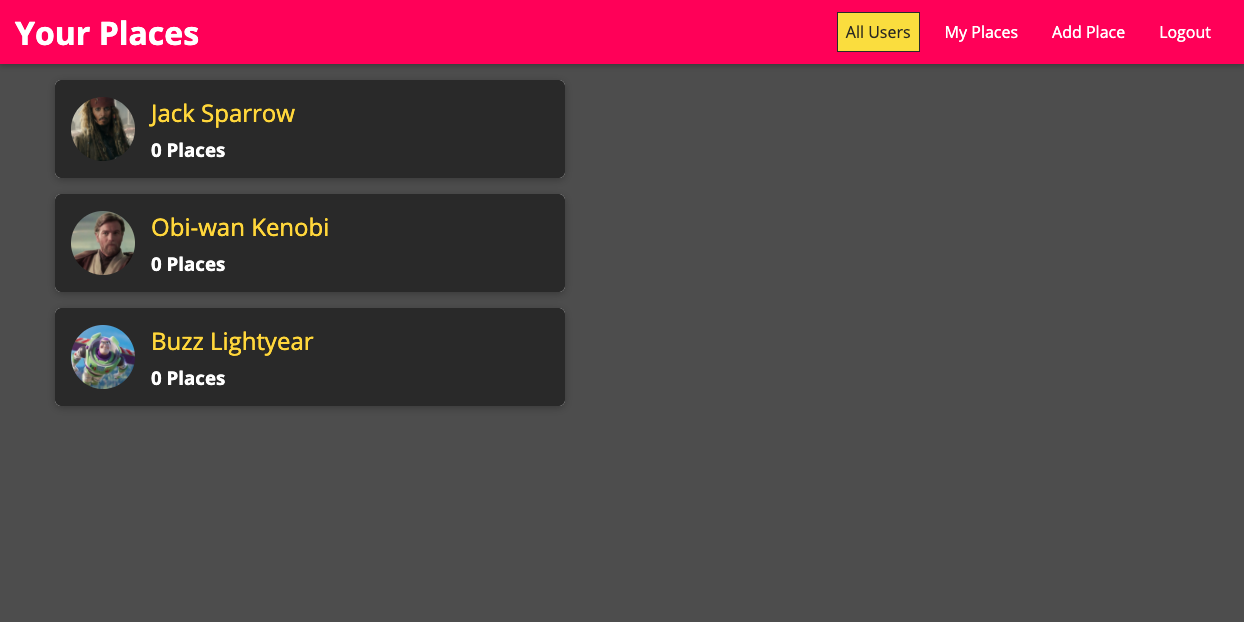 Your Places
All Users
My Places
Add Place
Logout
Jack Sparrow
0 Places
Obi-wan Kenobi
0 Places
Buzz Lightyear
0 Places